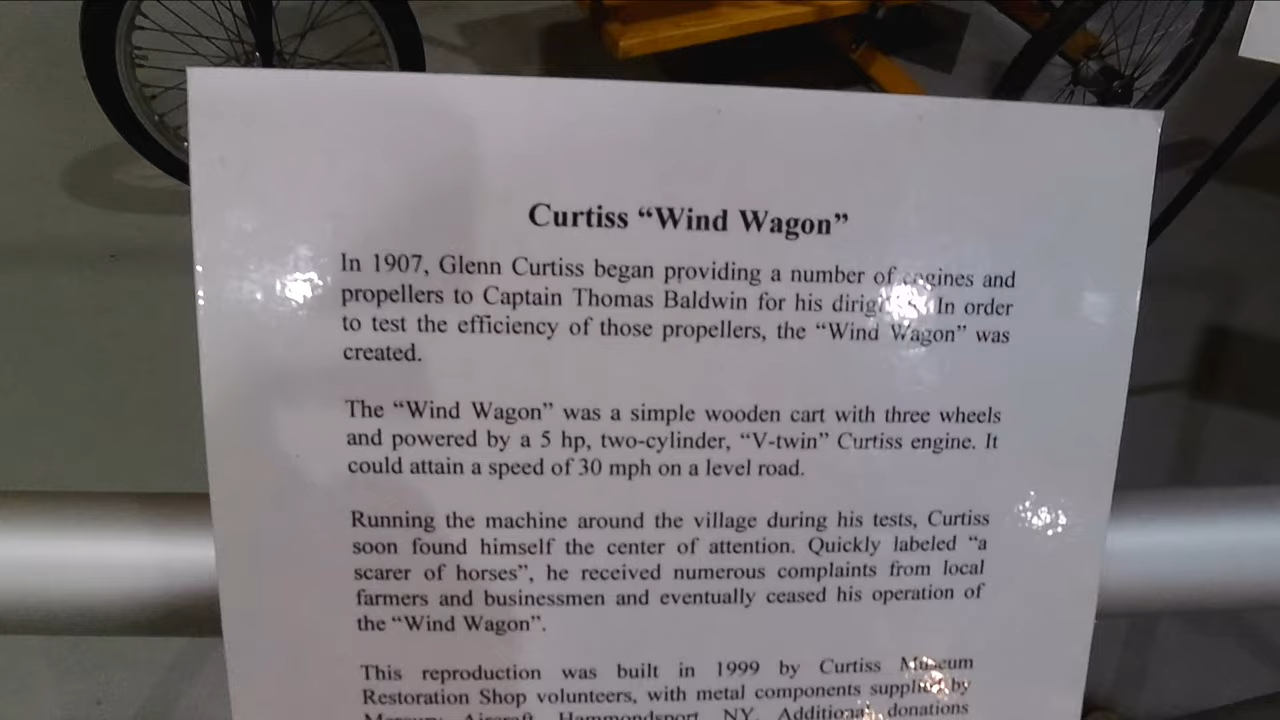 Curtiss “Wind Wagon”
In 1907, Glenn Curtiss began providing a number of engines and
propellers to Captain Thomas Baldwin for his In order
to test the efficiency of those propellers, the “Wind Wagon” was
created.
The “Wind Wagon” was a simple wooden cart with three wheels
and powered by a 5 hp, two-cylinder, “V-twin” Curtiss engine. It
could attain a speed of 30 mph on a level road.
Running the machine around the village during his tests, Curtiss
soon found himself the center of attention. Quickly labeled “a
scarer of horses”, he received numerous complaints from local
farmers and businessmen and eventually ceased his operation of
the “Wind Wagon”.
This reproduction was built in 1999 by Curtiss Museum
Restoration Shop volunteers, with metal components supplied by
Mercury Aircraft, Hammondsport, NY. Additional donations